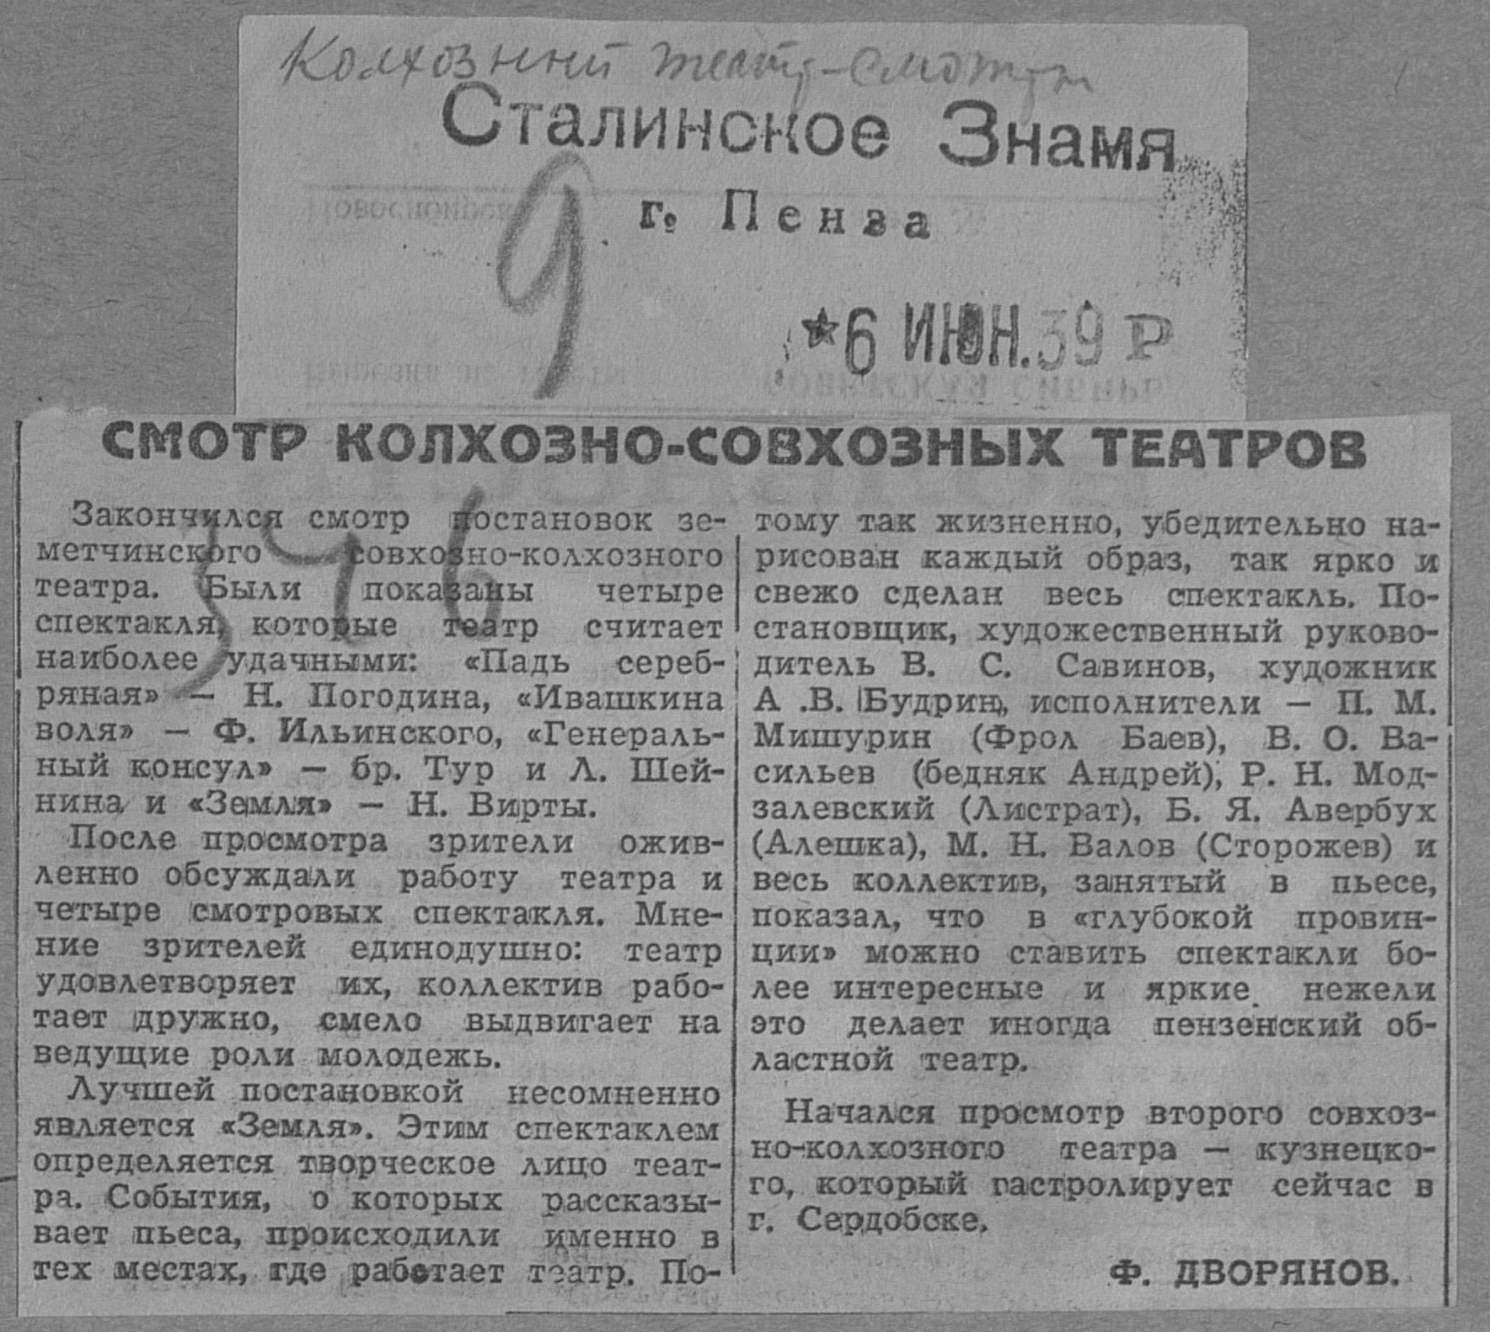 Колхозний театр-смотры
Сталинское Знамя
г. Пенза
9
*6 ИЮН.39 Р
СМОТР КОЛХОЗНО-СОВХОЗНЫХ ТЕАТРОВ
346
Закончился смотр постановок зе-
метчинского совхозно-колхозного
театра. Были показаны четыре
спектакля, которые театр считает
наиболее удачными: «Падь сереб-
ряная» — Н. Погодина, «Ивашкина
воля» — Ф. Ильинского, «Генераль-
ный консул» — бр. Тур и Л. Шей-
нина и «Земля» — Н. Вирты.
После просмотра зрители ожив-
ленно обсуждали работу театра и
четыре смотровых спектакля. Мне-
ние зрителей единодушно: театр
удовлетворяет их, коллектив рабо-
тает дружно, смело выдвигает на
ведущие роли молодежь.
Лучшей постановкой несомненно
является «Земля». Этим спектаклем
определяется творческое лицо теат-
ра. События, о которых рассказы-
вает пьеса, происходили именно в
тех местах, где работает театр. По-
тому так жизненно, убедительно на-
рисован каждый образ, так ярко и
свежо сделан весь спектакль. По-
становщик, художественный руково-
дитель В. С. Савинов, художник
А .В. Будрин, исполнители — П. М.
Мишурин (Фрол Баев), В. О. Ва-
сильев (бедняк Андрей), Р. Н. Мод-
залевский (Листрат), Б. Я. Авербух
(Алешка), М. Н. Валов (Сторожев) и
весь коллектив, занятый в пьесе,
показал, что в «глубокой провин-
ции» можно ставить спектакли бо-
лее интересные и яркие нежели
это делает иногда пензенский об-
ластной театр.
Начался просмотр второго совхоз-
но-колхозного театра — кузнецко-
го, который гастролирует сейчас в
г. Сердобске.
Ф. ДВОРЯНОВ.